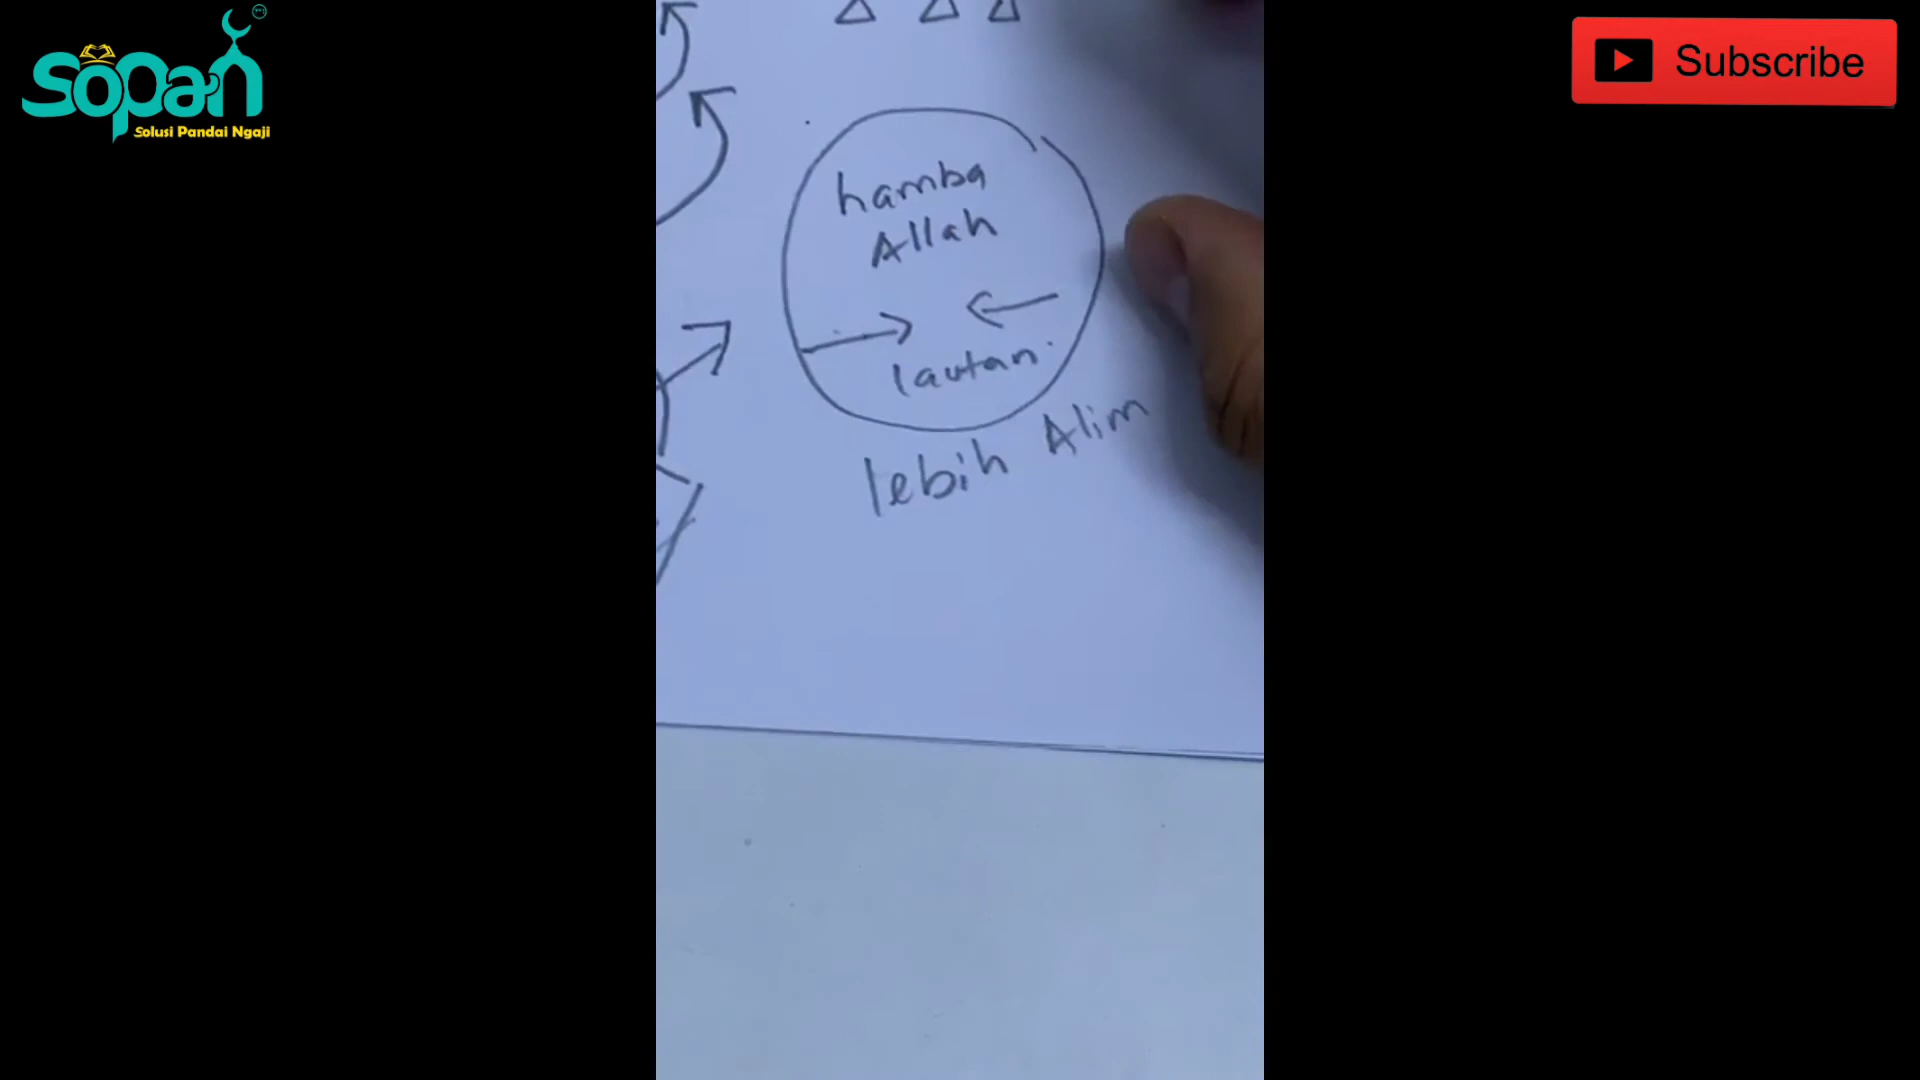 sopan
Solusi Pandai Ngaji
Subscribe
hamba
Allah
lautan
lebih Alim